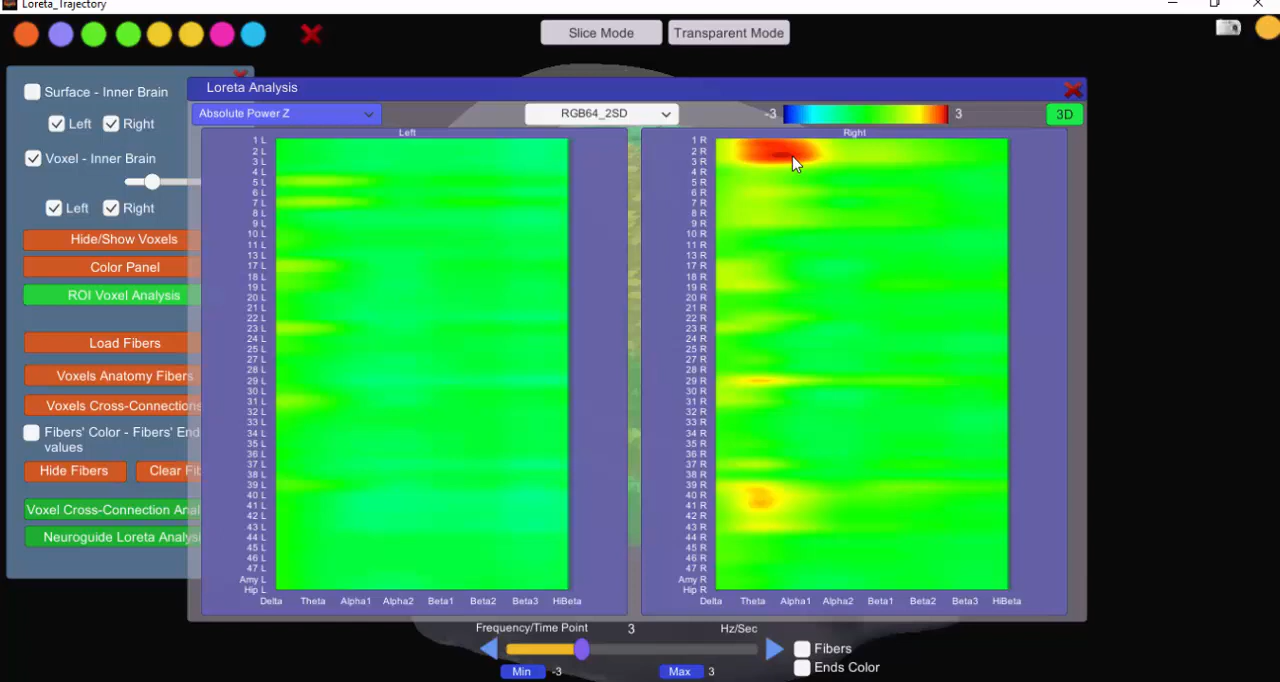 Loreta_Trajectory
Slice Mode
Transparent Mode
Surface - Inner Brain
Left Right
Voxel - Inner Brain
Left Right
Hide/Show Voxels
Color Panel
ROI Voxel Analysis
Load Fibers
Voxels Anatomy Fibers
Voxels Cross-Connections
Fibers' Color - Fibers' End
values
Hide Fibers
Clear Fib
Voxel Cross-Connection Anal
Neuroguide Loreta Analysis
Loreta Analysis
Absolute Power Z
RGB64_2SD
-3 3
3D
Left
1 L
2 L
3 L
4 L
5 L
6 L
7 L
8 L
9 L
10 L
11 L
13 L
17 L
18 L
19 L
20 L
21 L
22 L
23 L
24 L
25 L
27 L
28 L
29 L
30 L
31 L
32 L
33 L
34 L
35 L
36 L
37 L
38 L
39 L
40 L
41 L
42 L
43 L
44 L
45 L
46 L
47 L
Amy L
Hip L
Delta Theta Alpha1 Alpha2 Beta1 Beta2 Beta3 HiBeta
Right
1 R
2 R
3 R
4 R
5 R
6 R
7 R
8 R
9 R
10 R
11 R
13 R
17 R
18 R
19 R
20 R
21 R
22 R
23 R
24 R
25 R
27 R
28 R
29 R
30 R
31 R
32 R
33 R
34 R
35 R
36 R
37 R
38 R
39 R
40 R
41 R
42 R
43 R
44 R
45 R
46 R
47 R
Amy R
Hip R
Delta Theta Alpha1 Alpha2 Beta1 Beta2 Beta3 HiBeta
Frequency/Time Point 3 Hz/Sec
Min -3 Max 3
Fibers
Ends Color